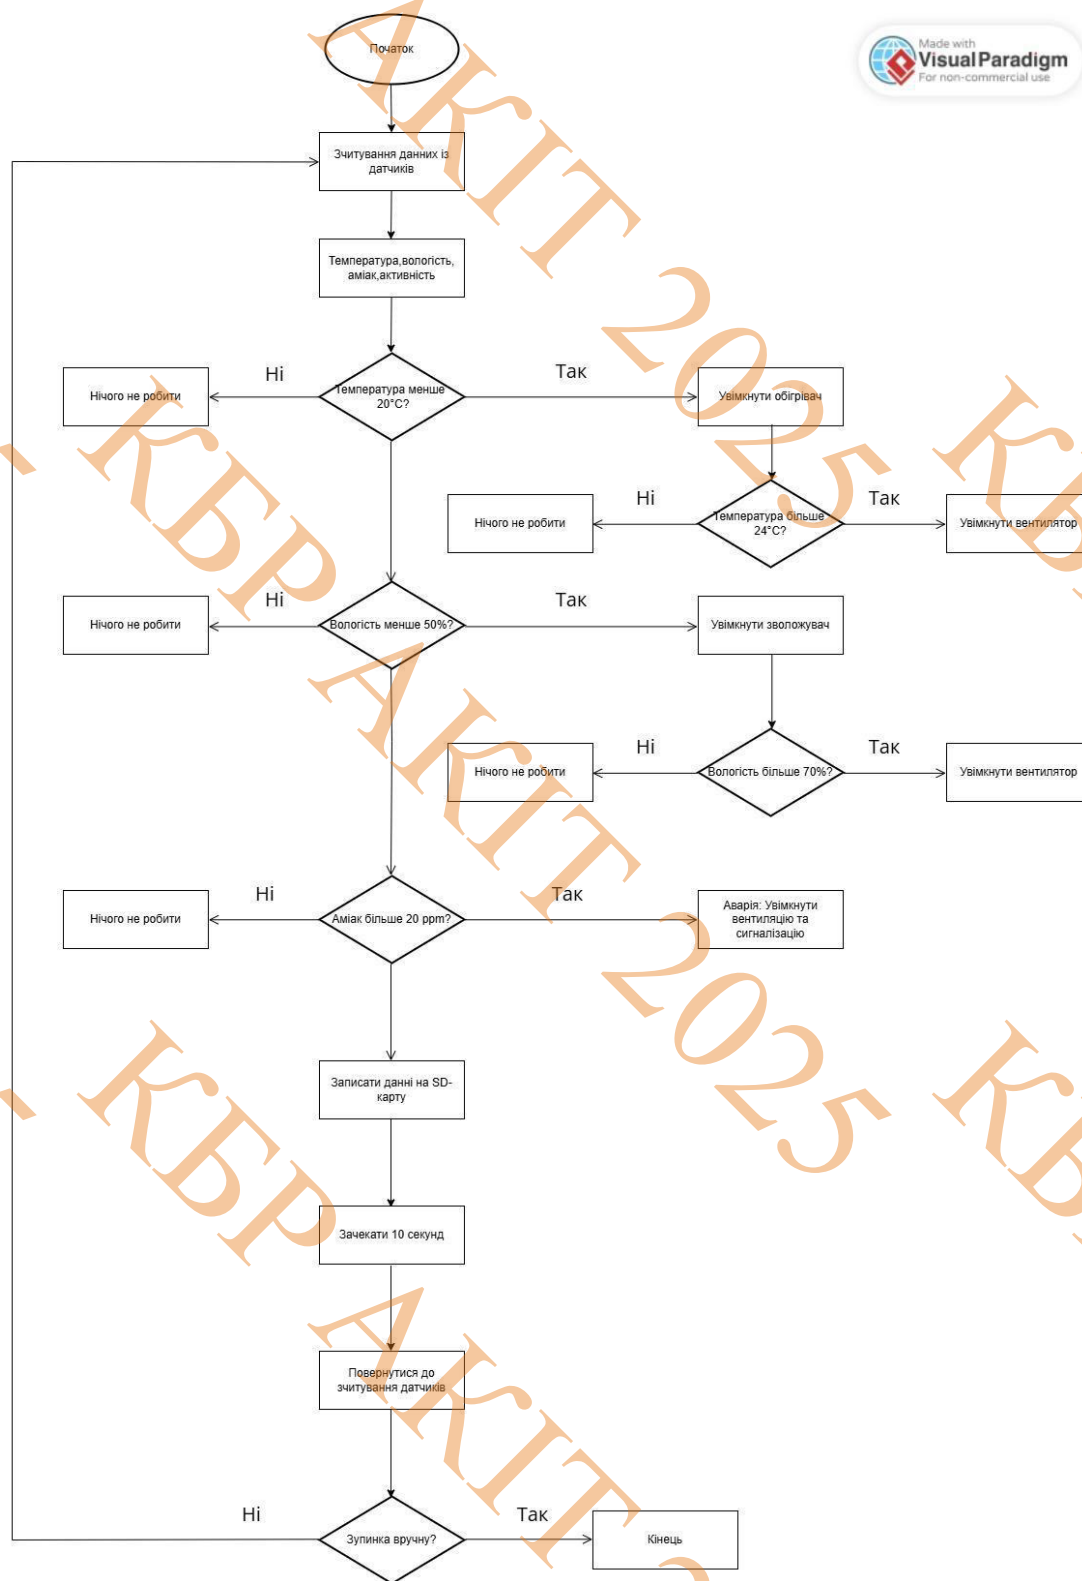 Початок
Made with
Visual Paradigm
For non-commercial use
Зчитування данних із
датчиків
Температура,вологість,
аміак,активність
Ні
Так
Нічого не робити
Температура менше
20°C?
Увімкнути обігрівач
Ні
Так
Нічого не робити
Температура більше
24°C?
Увімкнути вентилятор
Ні
Так
Нічого не робити
Вологість менше 50%?
Увімкнути зволожувач
Ні
Так
Нічого не робити
Вологість більше 70%?
Увімкнути вентилятор
Ні
Так
Нічого не робити
Аміак більше 20 ppm?
Аварія: Увімкнути
вентиляцію та
сигналізацію
Записати данні на SD-
карту
Зачекати 10 секунд
Повернутися до
зчитування датчиків
Ні
Так
Зупинка вручну?
Кінець
АКІТ 2025
КБР АКІТ 2025
КБР АКІТ 2
КБ
КБ